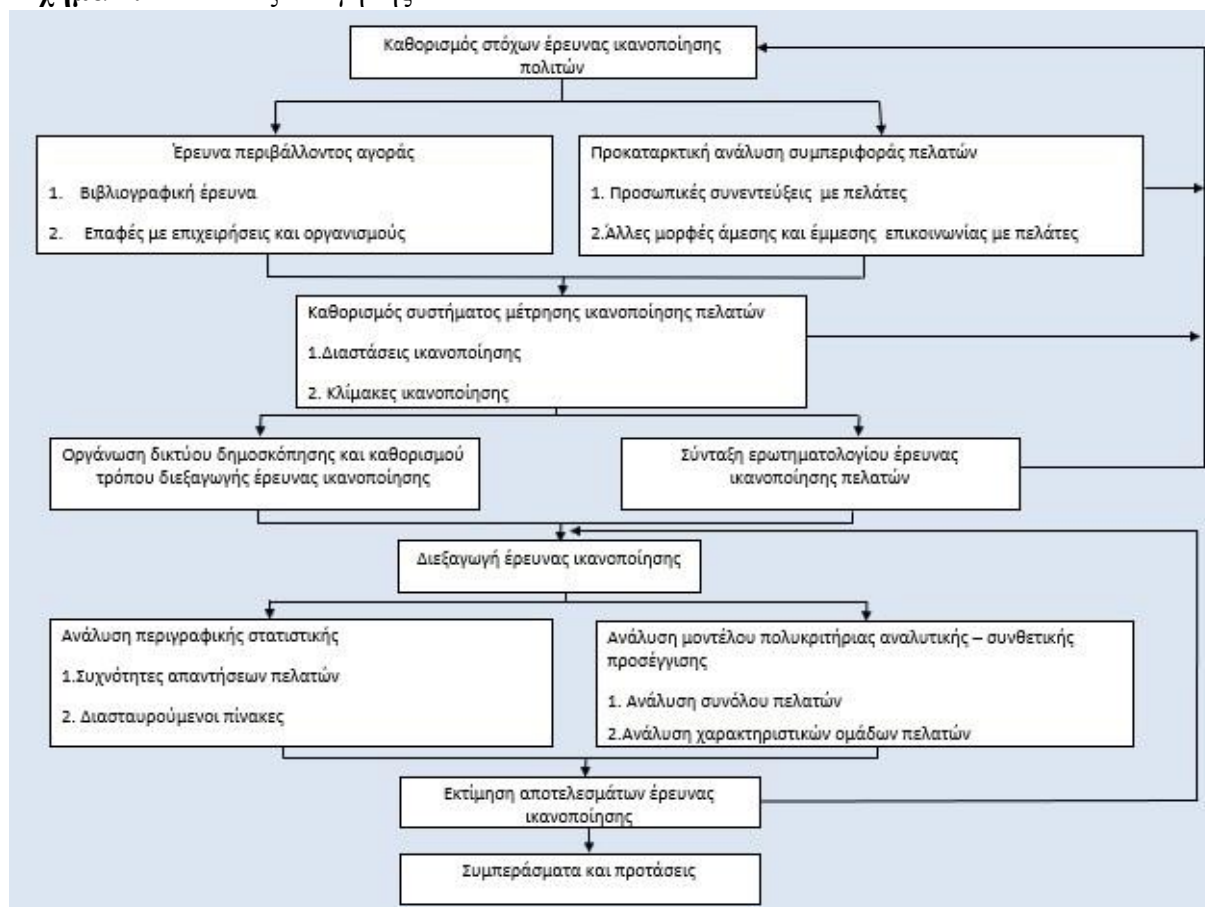 Καθορισμός στόχων έρευνας ικανοποίησης
πολιτών
Έρευνα περιβάλλοντος αγοράς
1. Βιβλιογραφική έρευνα
2. Επαφές με επιχειρήσεις και οργανισμούς
Προκαταρκτική ανάλυση συμπεριφοράς πελατών
1. Προσωπικές συνεντεύξεις με πελάτες
2.Άλλες μορφές άμεσης και έμμεσης επικοινωνίας με πελάτες
Καθορισμός συστήματος μέτρησης ικανοποίησης πελατών
1.Διαστάσεις ικανοποίησης
2. Κλίμακες ικανοποίησης
Οργάνωση δικτύου δημοσκόπησης και καθορισμού
τρόπου διεξαγωγής έρευνας ικανοποίησης
Σύνταξη ερωτηματολογίου έρευνας
ικανοποίησης πελατών
Διεξαγωγή έρευνας ικανοποίησης
Ανάλυση περιγραφικής στατιστικής
1.Συχνότητες απαντήσεων πελατών
2. Διασταυρούμενοι πίνακες
Ανάλυση μοντέλου πολυκριτήριας αναλυτικής – συνθετικής
προσέγγισης
1. Ανάλυση συνόλου πελατών
2.Ανάλυση χαρακτηριστικών ομάδων πελατών
Εκτίμηση αποτελεσμάτων έρευνας
ικανοποίησης
Συμπεράσματα και προτάσεις